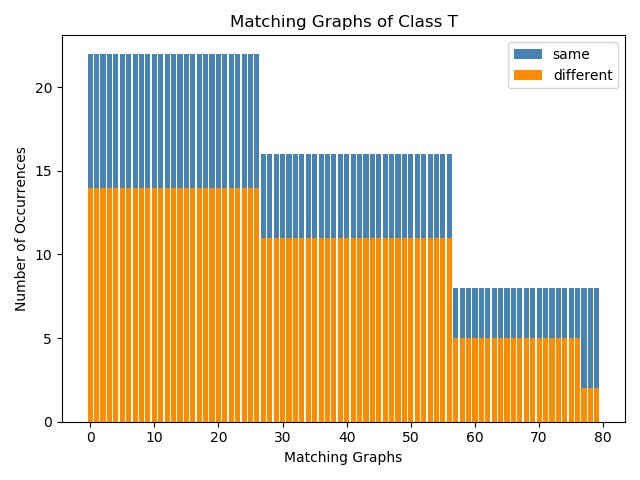 Matching Graphs of Class T
same
different
Number of Occurrences
20
15
10
5
0
0 10 20 30 40 50 60 70 80
Matching Graphs